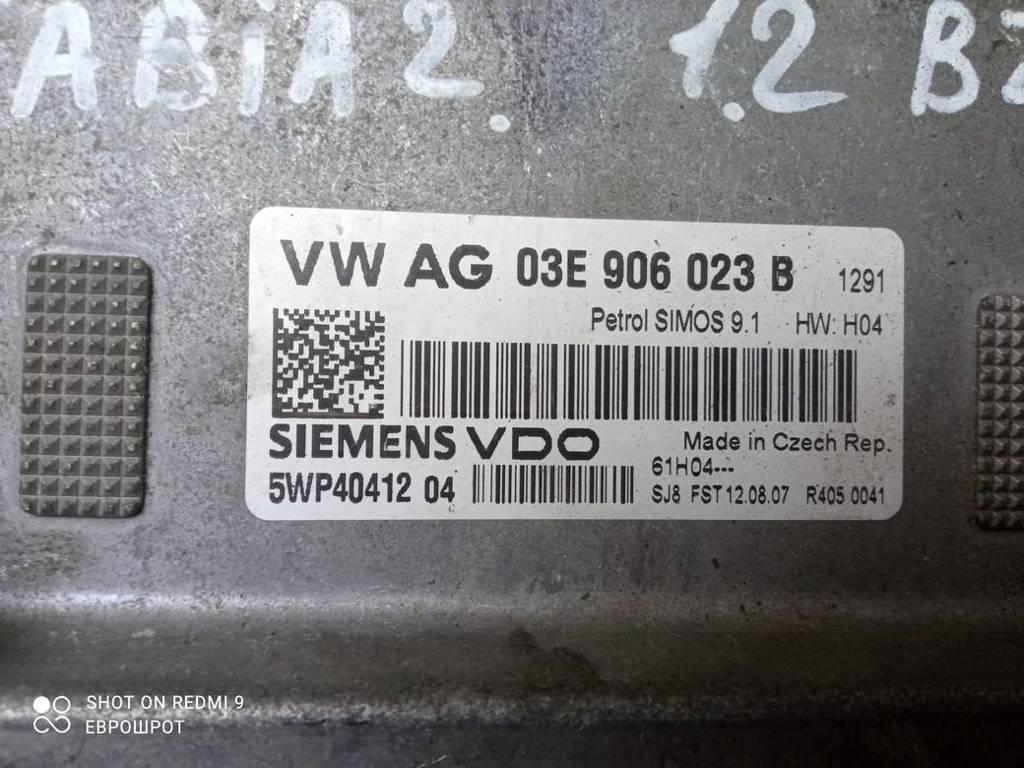 ABiA 2. 1.2 BZ
VW AG 03E 906 023 B 1291
Petrol SIMOS 9.1 HW: H04
SIEMENS VDO
Made in Czech Rep.
61H04---
5WP40412 04
SJ8 FST 12.08.07 R405 0041
SHOT ON REDMI 9
ЕВРОШРОТ